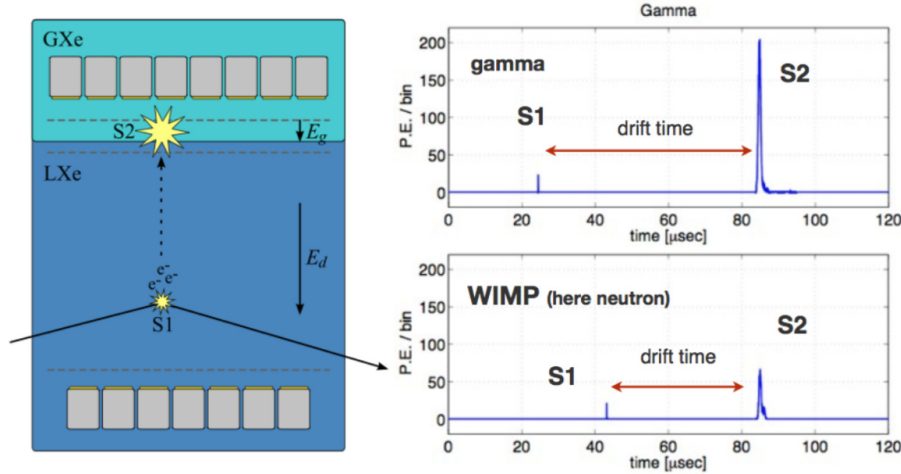 GXe
S2
E_g
LXe
E_d
e⁻
e⁻ e⁻
S1
Gamma
200
150
100
50
0
P.E. / bin
gamma
S1
S2
drift time
0 20 40 60 80 100 120
time [μsec]
200
150
100
50
0
P.E. / bin
WIMP (here neutron)
S1
S2
drift time
0 20 40 60 80 100 120
time [μsec]